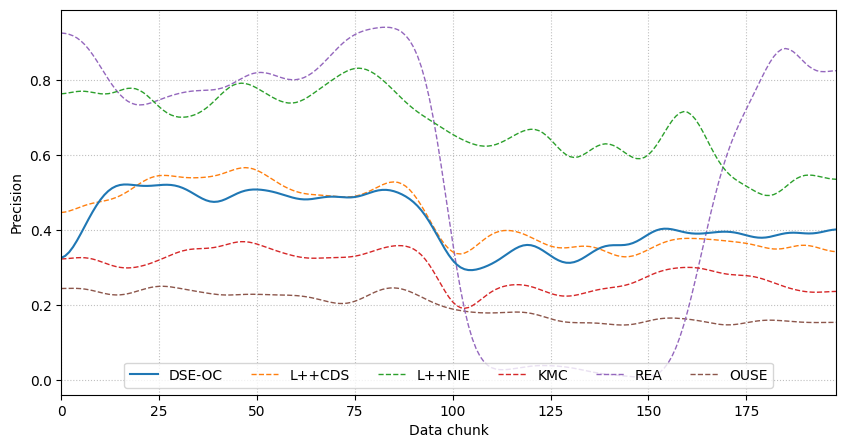 Precision
0.8
0.6
0.4
0.2
0.0
0 25 50 75 100 125 150 175
Data chunk
DSE-OC L++CDS L++NIE KMC REA OUSE